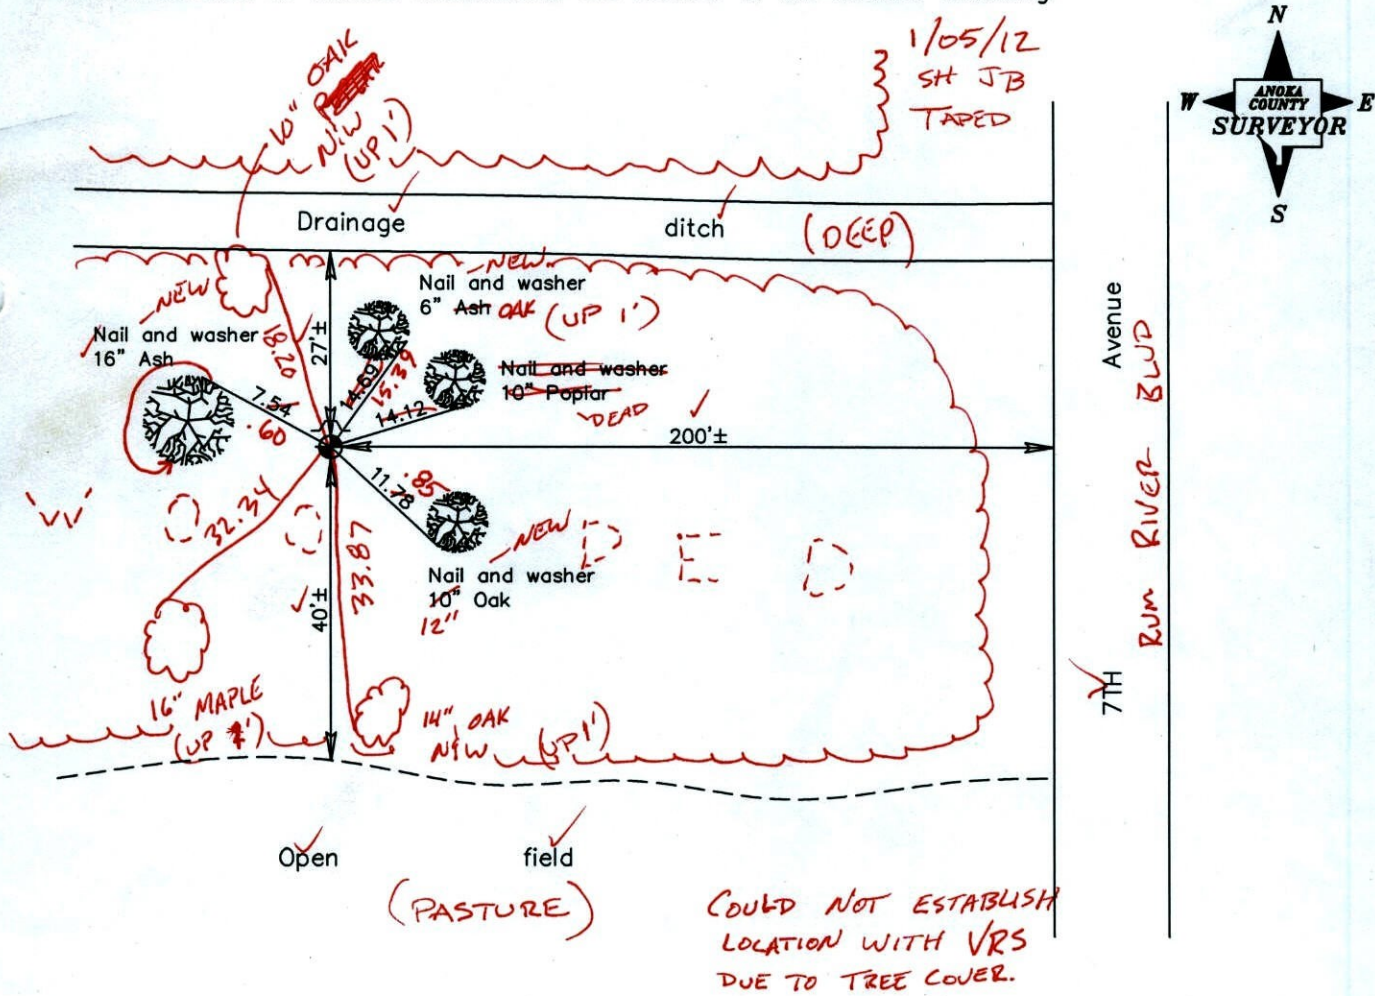 1/05/12
SH JB
TAPED
N
W
ANOKA
COUNTY
SURVEYOR
E
S
10" OAK
N&W
(UP 1')
Drainage ditch (DEEP)
NEW
Nail and washer
6" Ash OAK (UP 1')
NEW
Nail and washer
16" Ash
18.20
27'±
14.69
15.39
Nail and washer
10" Poplar
DEAD
7.54
.60
14.12
200'±
11.78
.85
32.34
33.87
WOODED
NEW
Nail and washer
10" Oak
12"
40'±
16" MAPLE
(UP 1')
14" OAK
N&W (UP 1')
7TH Avenue
RUM RIVER BLVD
Open field
(PASTURE)
COULD NOT ESTABLISH
LOCATION WITH VRS
DUE TO TREE COVER.